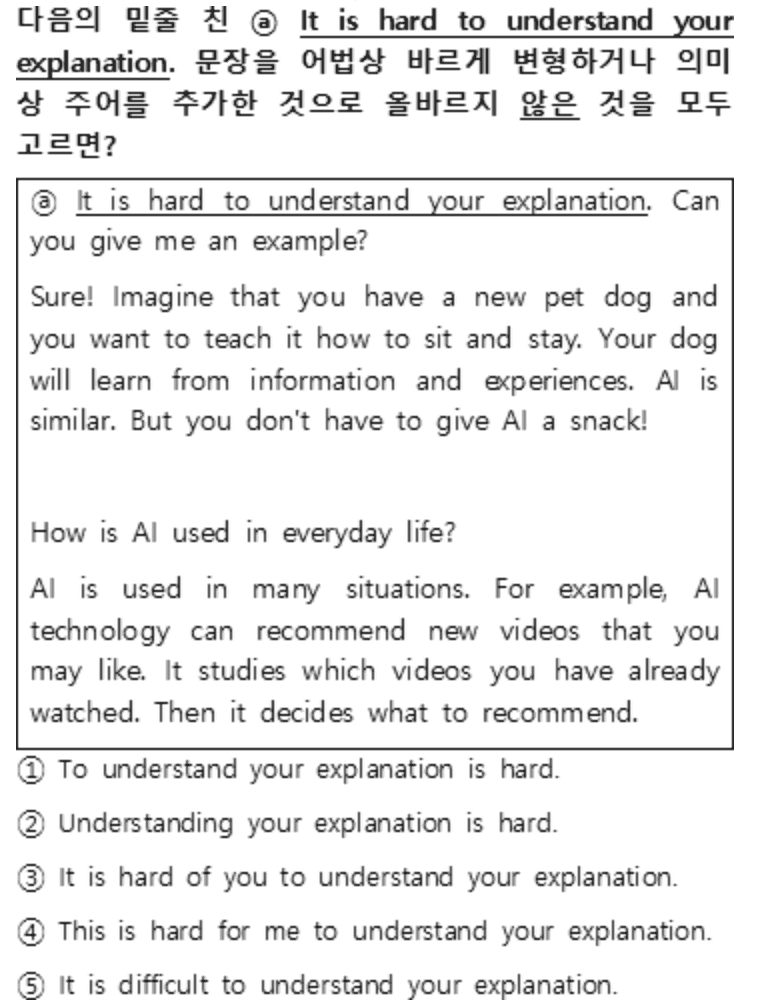 다음의 밑줄 친 ⓐ It is hard to understand your
explanation. 문장을 어법상 바르게 변형하거나 의미
상 주어를 추가한 것으로 올바르지 않은 것을 모두
고르면?
ⓐ It is hard to understand your explanation. Can
you give me an example?
Sure! Imagine that you have a new pet dog and
you want to teach it how to sit and stay. Your dog
will learn from information and experiences. AI is
similar. But you don't have to give AI a snack!
How is AI used in everyday life?
AI is used in many situations. For example, AI
technology can recommend new videos that you
may like. It studies which videos you have already
watched. Then it decides what to recommend.
① To understand your explanation is hard.
② Understanding your explanation is hard.
③ It is hard of you to understand your explanation.
④ This is hard for me to understand your explanation.
⑤ It is difficult to understand your explanation.